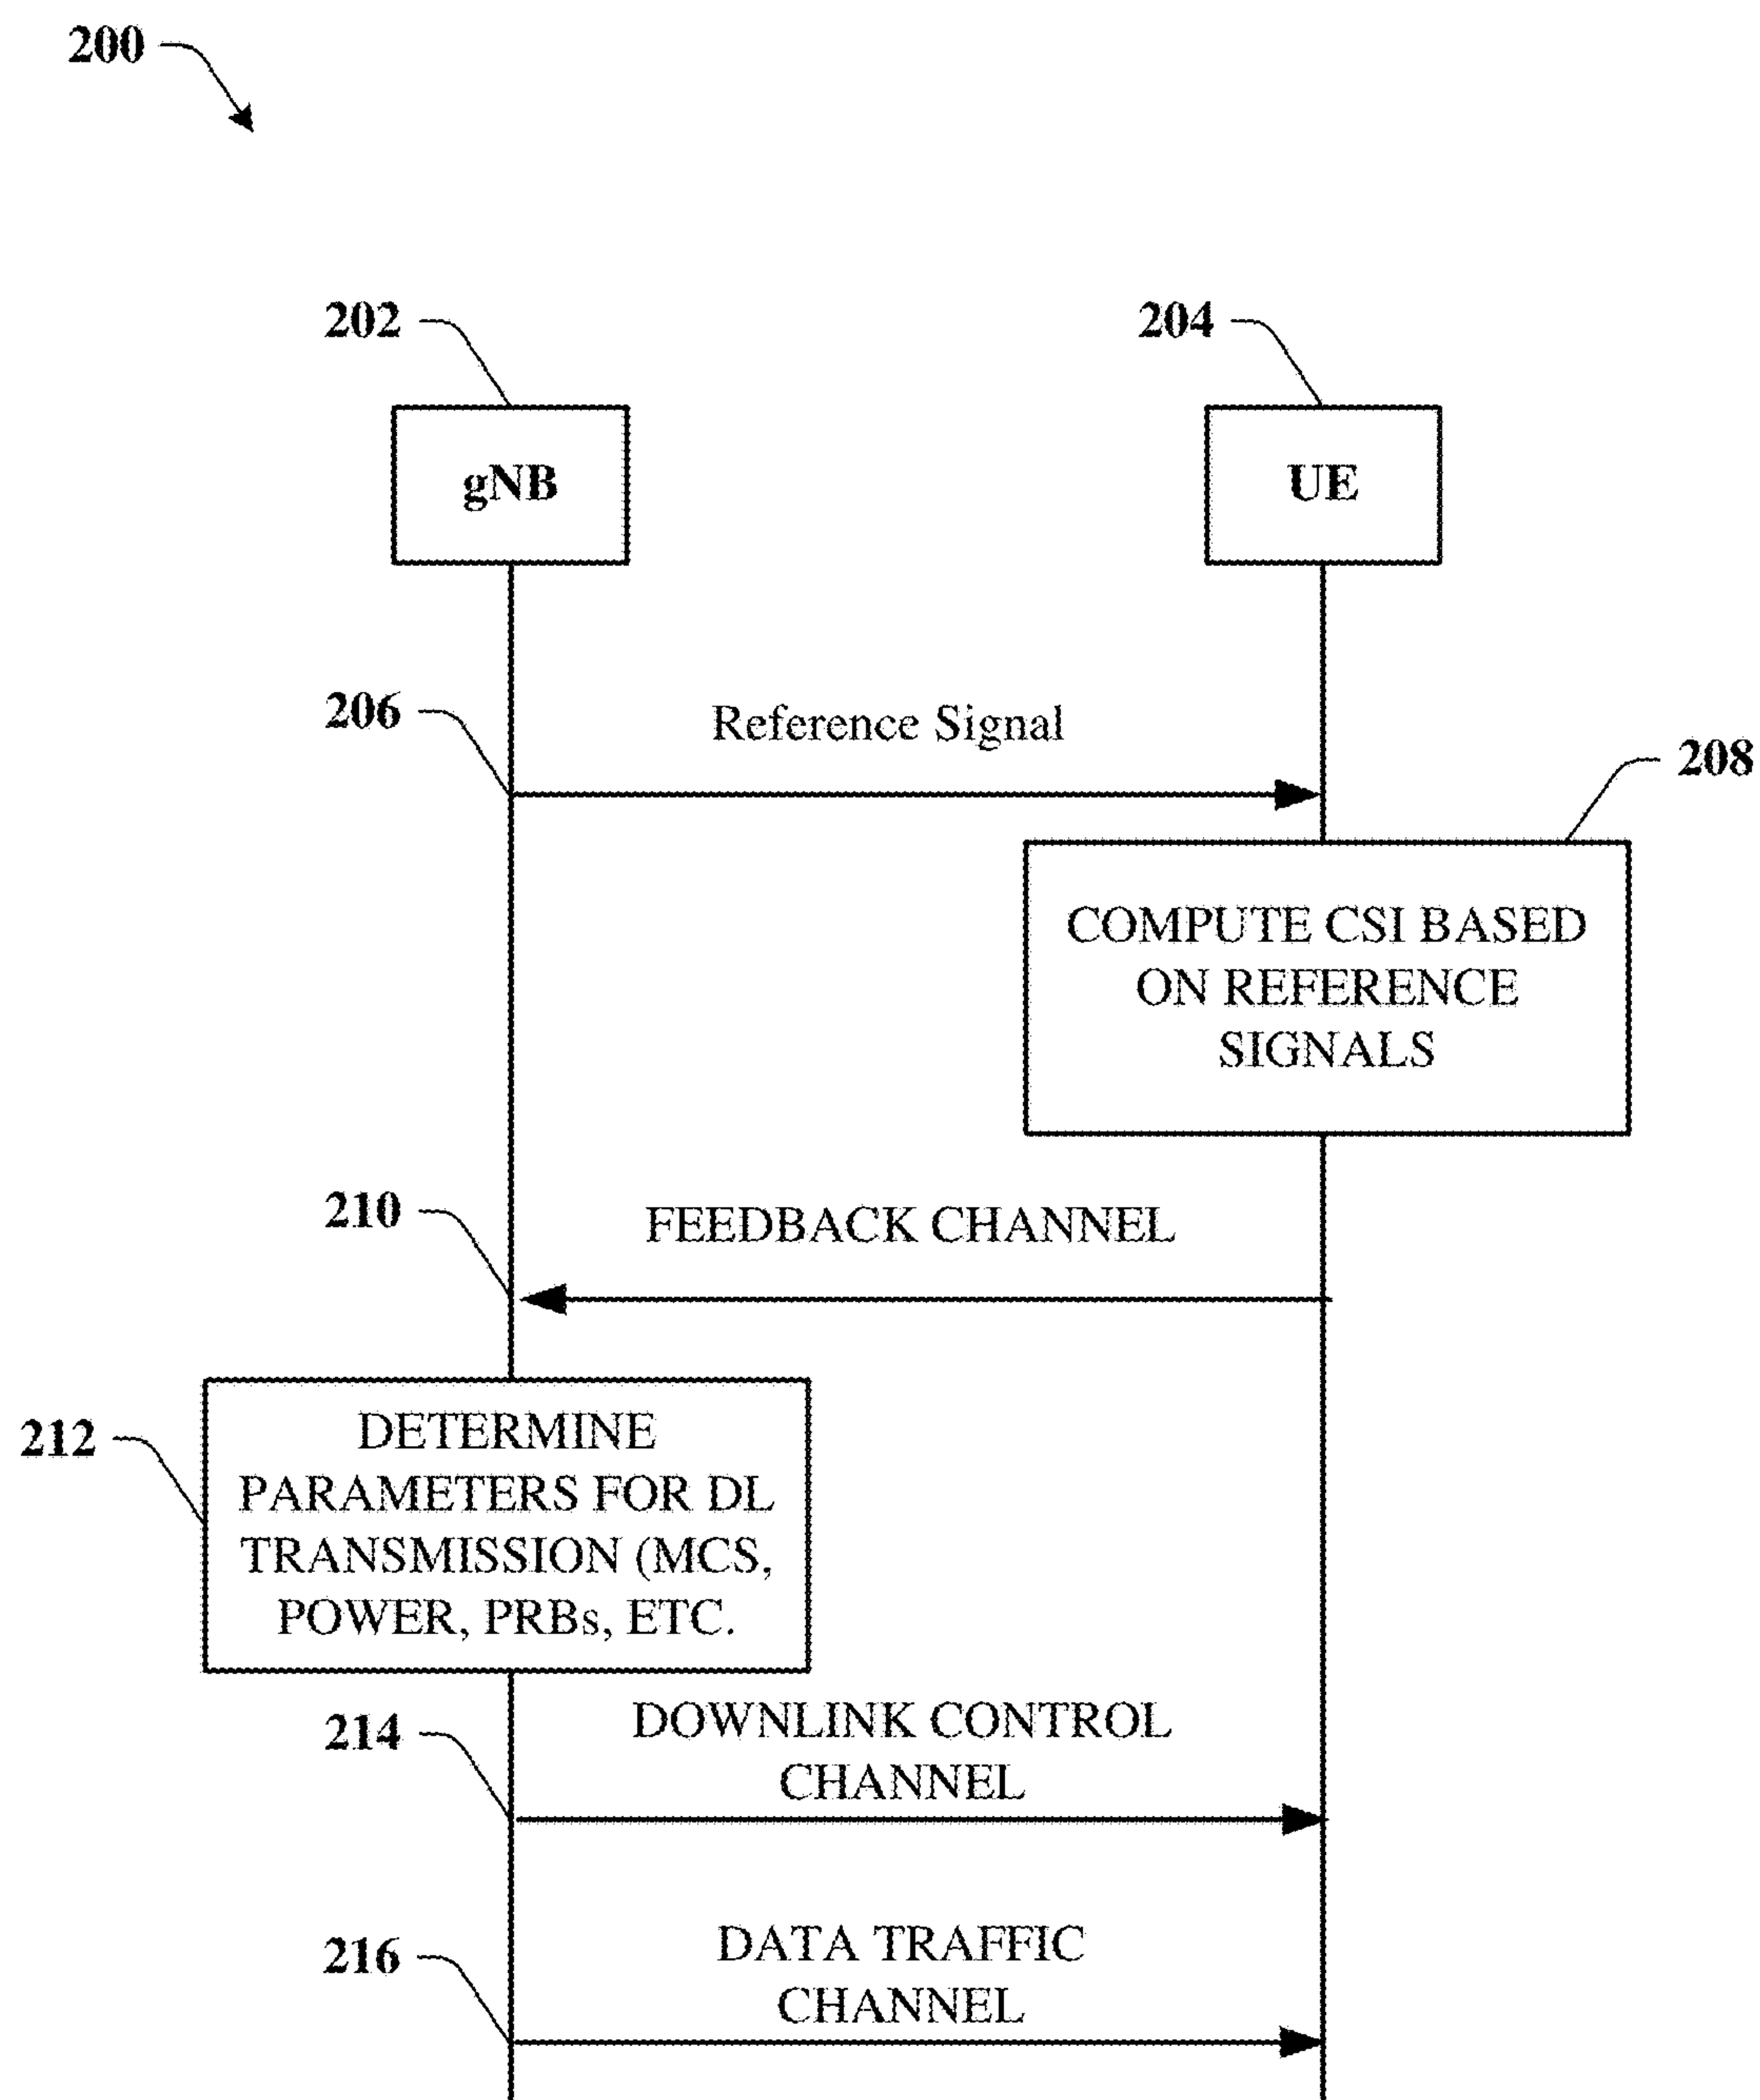 200
202
204
gNB
UE
206
Reference Signal
208
COMPUTE CSI BASED
ON REFERENCE
SIGNALS
210
FEEDBACK CHANNEL
212
DETERMINE
PARAMETERS FOR DL
TRANSMISSION (MCS,
POWER, PRBs, ETC.
214
DOWNLINK CONTROL
CHANNEL
216
DATA TRAFFIC
CHANNEL